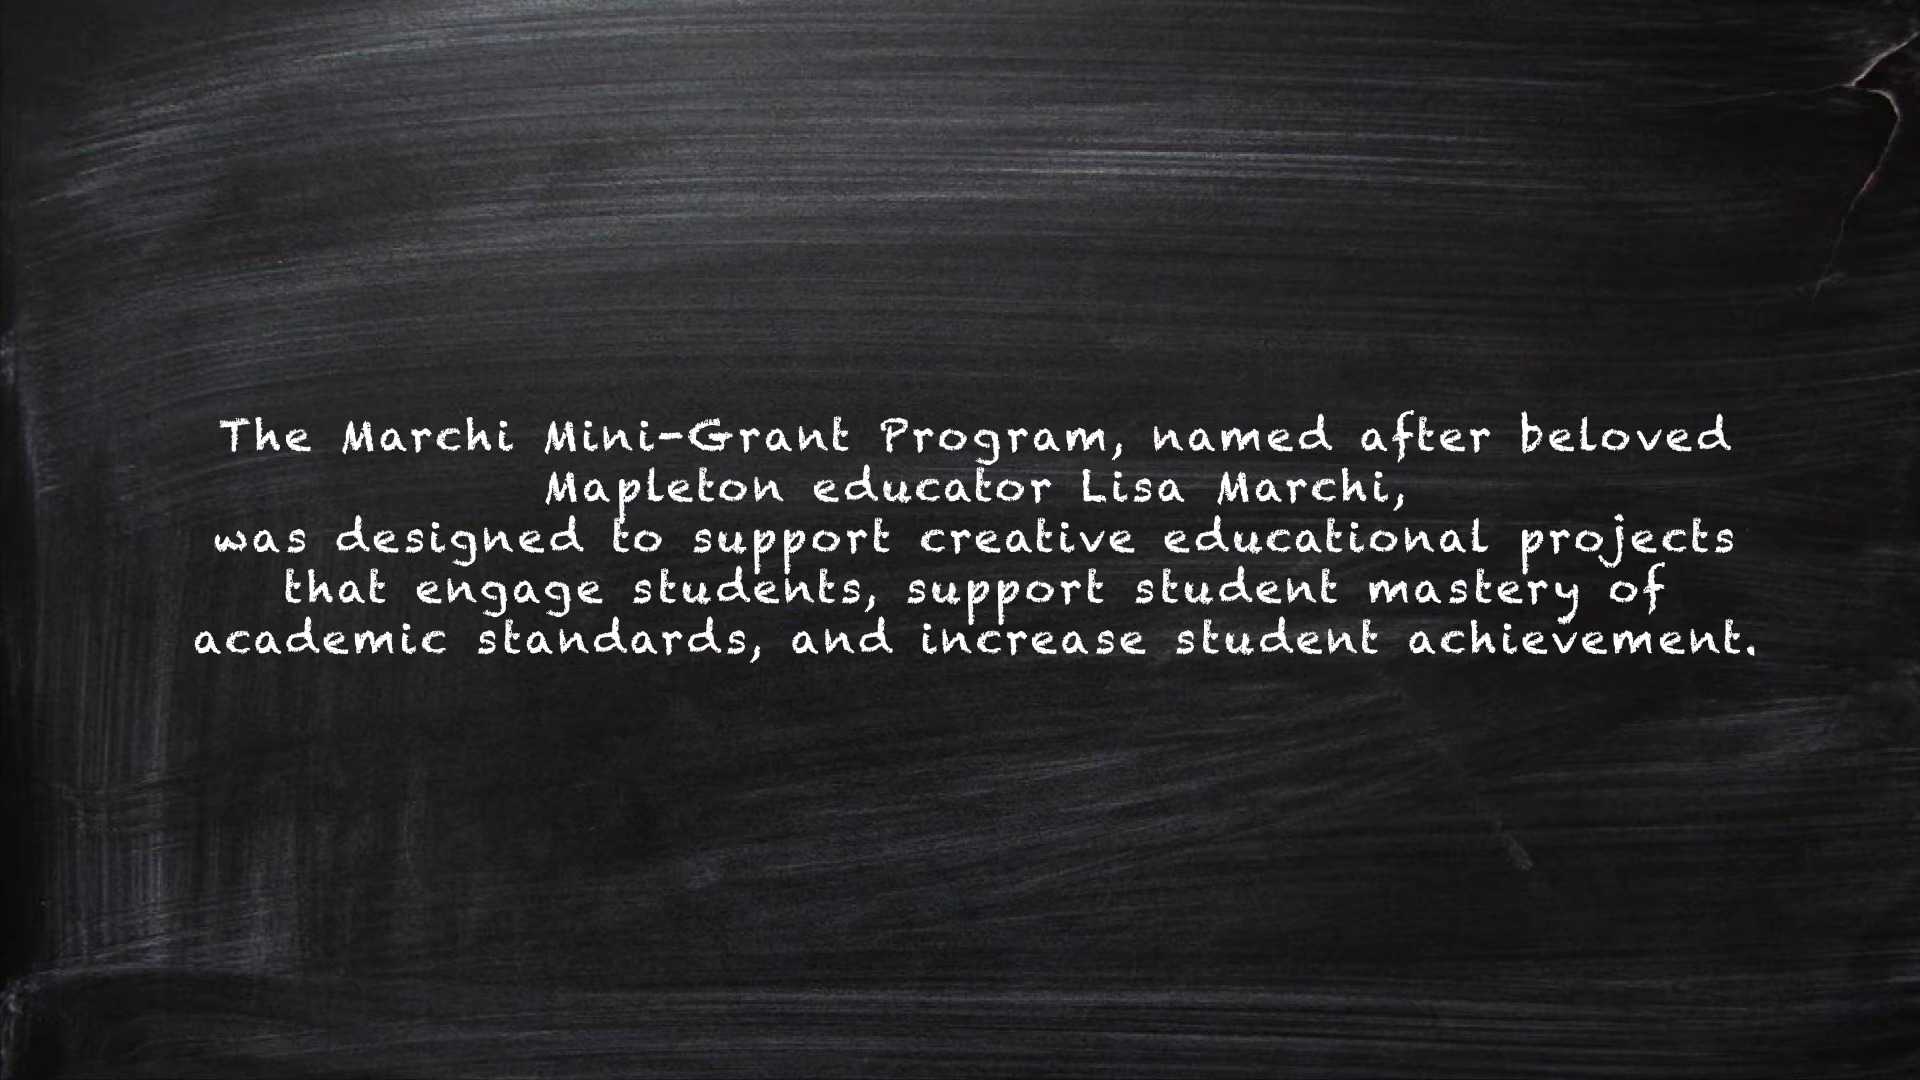 The Marchi Mini-Grant Program, named after beloved
Mapleton educator Lisa Marchi,
was designed to support creative educational projects
that engage students, support student mastery of
academic standards, and increase student achievement.